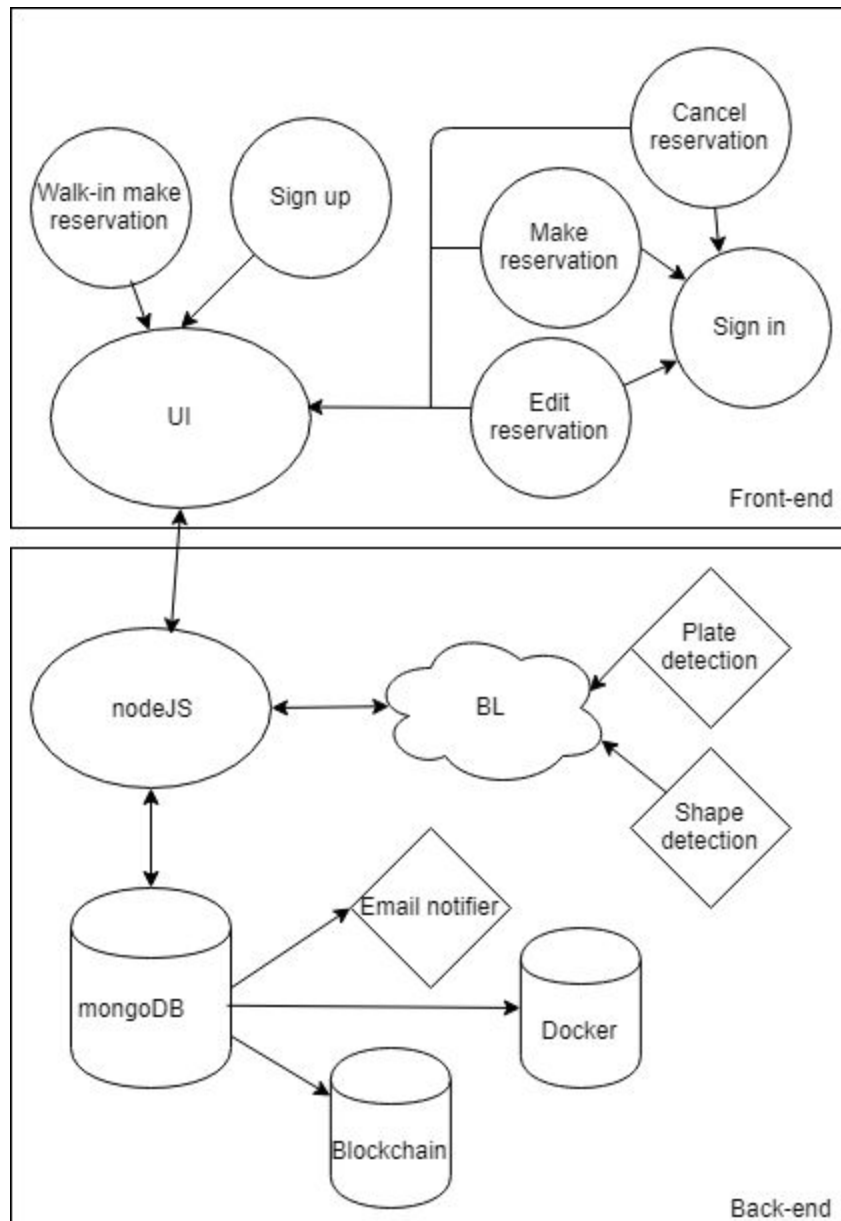 Cancel
reservation
Walk-in make
reservation
Sign up
Make
reservation
Sign in
Edit
reservation
UI
Front-end
Plate
detection
nodeJS
BL
Shape
detection
Email notifier
mongoDB
Docker
Blockchain
Back-end